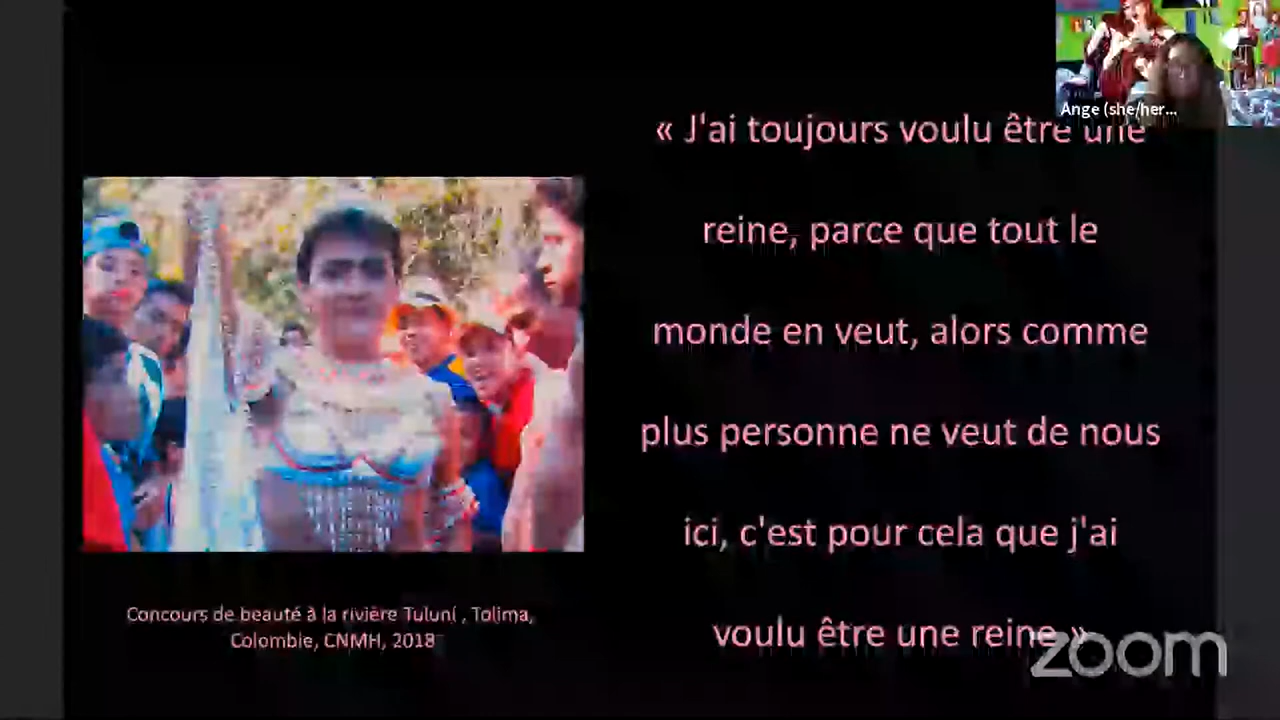 Ange (she/her...
« J'ai toujours voulu être une
reine, parce que tout le
monde en veut, alors comme
plus personne ne veut de nous
ici, c'est pour cela que j'ai
voulu être une reine »
Concours de beauté à la rivière Tuluní , Tolima,
Colombie, CNMH, 2018
zoom